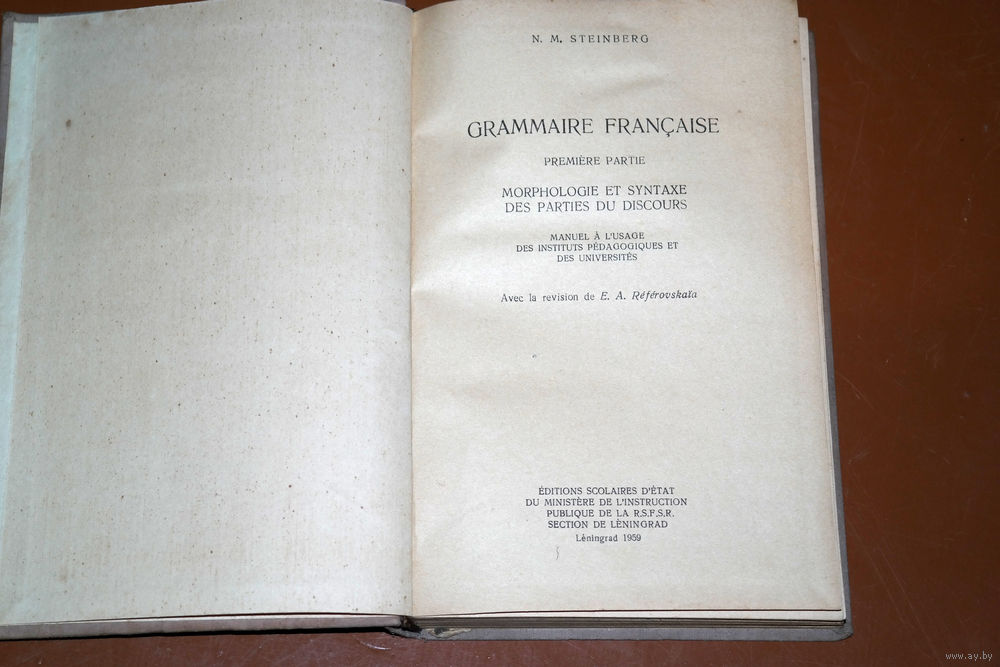 N. M. STEINBERG
GRAMMAIRE FRANÇAISE
PREMIÈRE PARTIE
MORPHOLOGIE ET SYNTAXE
DES PARTIES DU DISCOURS
MANUEL À L'USAGE
DES INSTITUTS PÉDAGOGIQUES ET
DES UNIVERSITÉS
Avec la revision de E. A. Référovskaïa
ÉDITIONS SCOLAIRES D'ÉTAT
DU MINISTÈRE DE L'INSTRUCTION
PUBLIQUE DE LA R.S.F.S.R.
SECTION DE LÈNINGRAD
Lèningrad 1959
www.ay.by